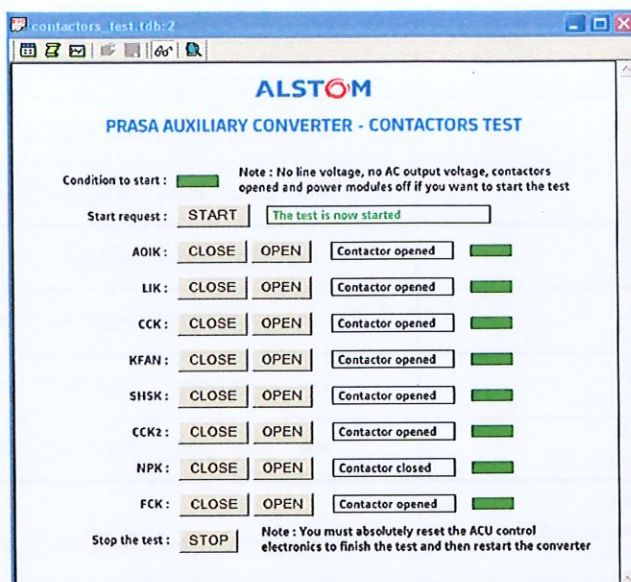 contactors_test.tdb:2
ALSTOM
PRASA AUXILIARY CONVERTER - CONTACTORS TEST
Condition to start :
Note : No line voltage, no AC output voltage, contactors
opened and power modules off if you want to start the test
Start request : START The test is now started
AOIK : CLOSE OPEN Contactor opened
LIK : CLOSE OPEN Contactor opened
CCK : CLOSE OPEN Contactor opened
KFAN : CLOSE OPEN Contactor opened
SHSK : CLOSE OPEN Contactor opened
CCK2 : CLOSE OPEN Contactor opened
NPK : CLOSE OPEN Contactor closed
FCK : CLOSE OPEN Contactor opened
Stop the test : STOP
Note : You must absolutely reset the ACU control
electronics to finish the test and then restart the converter